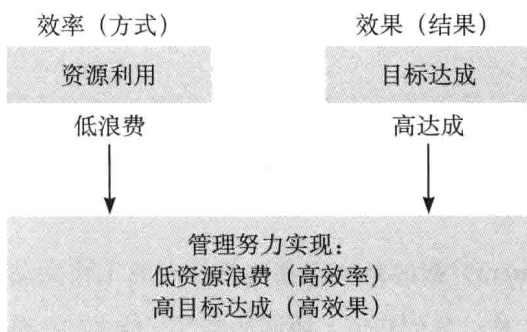 效率（方式）
效果（结果）
资源利用
目标达成
低浪费
高达成
管理努力实现：
低资源浪费（高效率）
高目标达成（高效果）